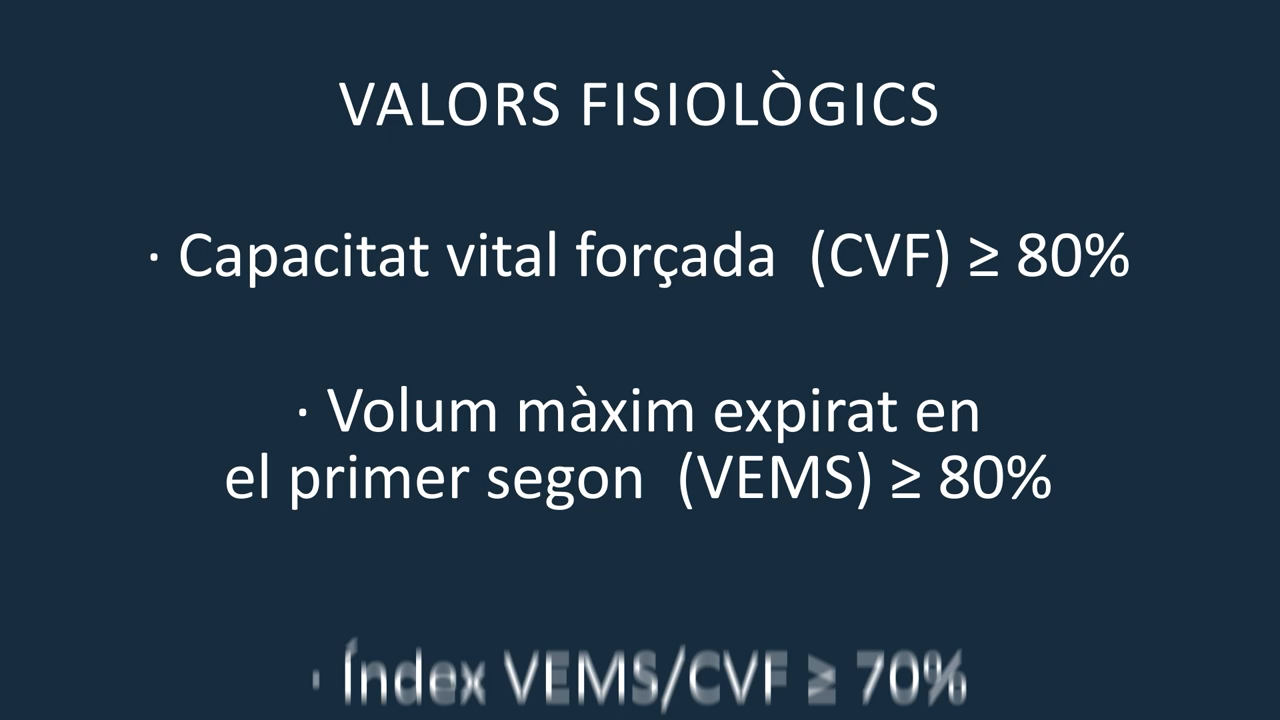 VALORS FISIOLÒGICS
· Capacitat vital forçada (CVF) ≥ 80%
· Volum màxim expirat en
el primer segon (VEMS) ≥ 80%
· Índex VEMS/CVF ≥ 70%